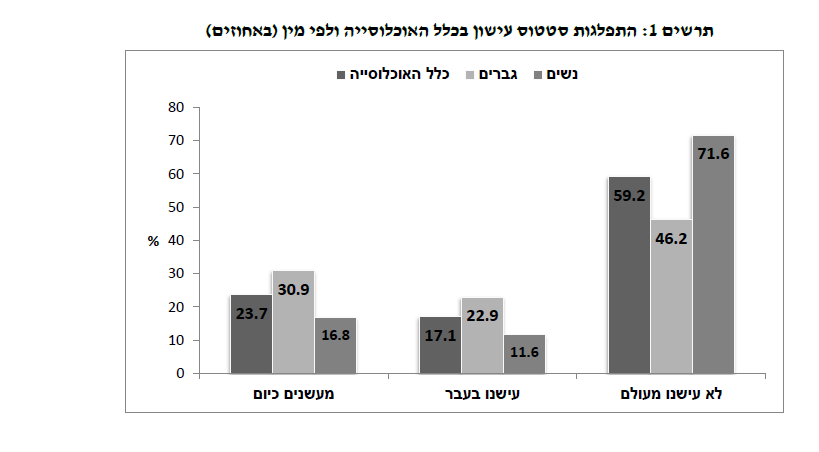 תרשים 1: התפלגות סטטוס עישון בכלל האוכלוסייה ולפי מין (באחוזים)
כלל האוכלוסייה גברים נשים
80
70
60
50
40
30
20
10
0
%
23.7 30.9 16.8
17.1 22.9 11.6
59.2 46.2 71.6
מעשנים כיום עישנו בעבר לא עישנו מעולם